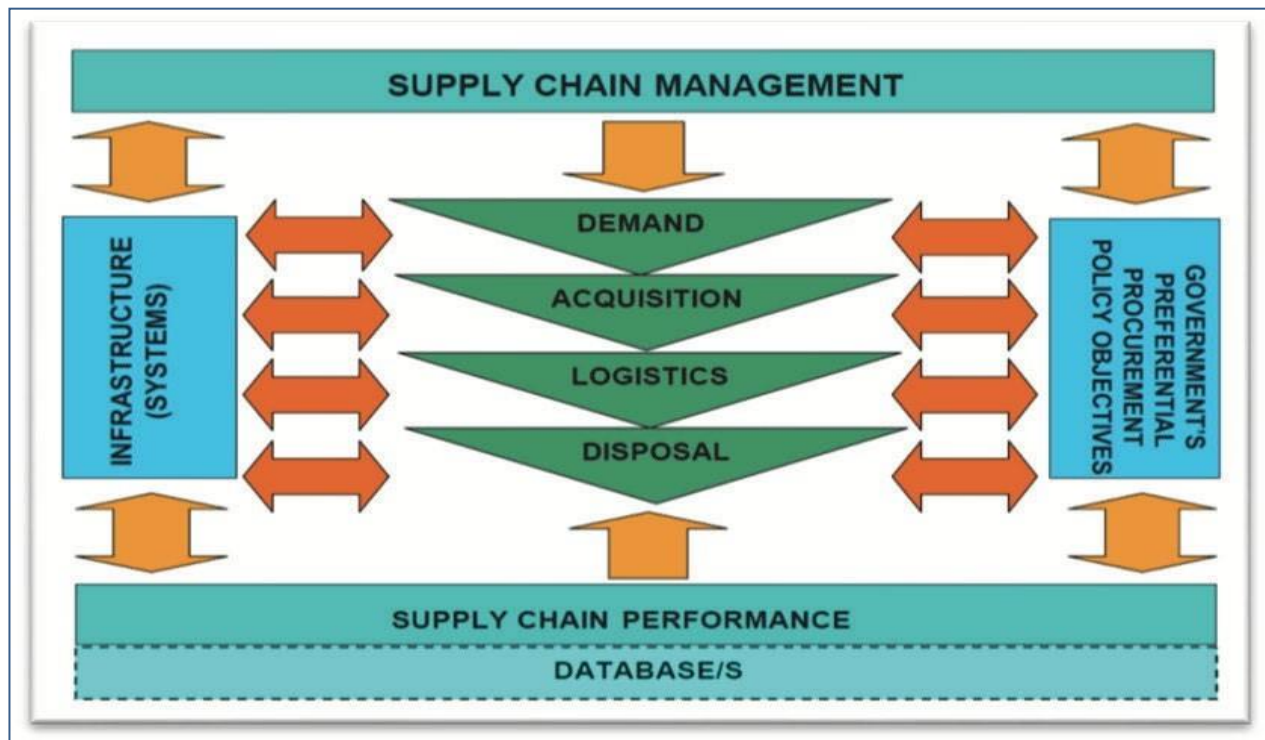 SUPPLY CHAIN MANAGEMENT
DEMAND
ACQUISITION
LOGISTICS
DISPOSAL
INFRASTRUCTURE
(SYSTEMS)
GOVERNMENT'S
PREFERENTIAL
PROCUREMENT
POLICY OBJECTIVES
SUPPLY CHAIN PERFORMANCE
DATABASE/S